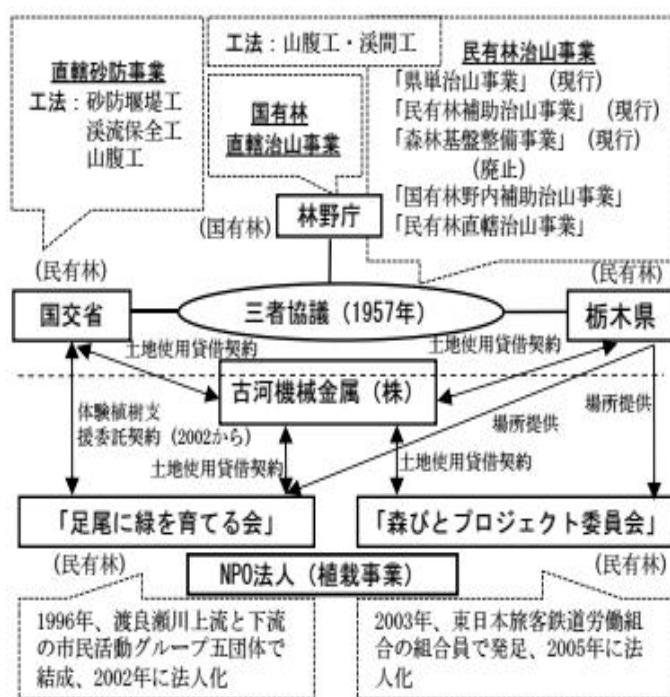 直轄砂防事業
工法：砂防堰堤工
渓流保全工
山腹工
工法：山腹工・渓間工
国有林
直轄治山事業
民有林治山事業
「県単治山事業」（現行）
「民有林補助治山事業」（現行）
「森林基盤整備事業」（現行）
（廃止）
「国有林野内補助治山事業」
「民有林直轄治山事業」
(国有林)
林野庁
(民有林)
(民有林)
国交省
三者協議（1957年）
栃木県
土地使用貸借契約
土地使用貸借契約
古河機械金属（株）
体験植樹支
援委託契約（2002から）
場所提供
場所提供
土地使用貸借契約
土地使用貸借契約
「足尾に緑を育てる会」
「森びとプロジェクト委員会」
(民有林)
(民有林)
NPO法人（植栽事業）
1996年、渡良瀬川上流と下流
の市民活動グループ五団体で
結成、2002年に法人化
2003年、東日本旅客鉄道労働組
合の組合員で発足、2005年に法
人化